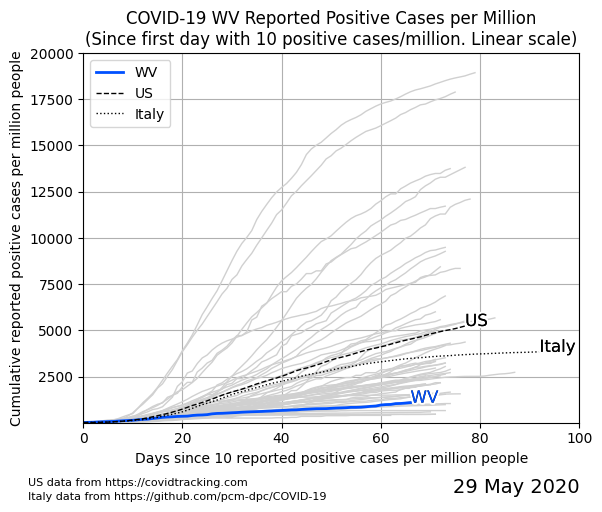 COVID-19 WV Reported Positive Cases per Million
(Since first day with 10 positive cases/million. Linear scale)
Cumulative reported positive cases per million people
20000
17500
15000
12500
10000
7500
5000
2500
WV
US
Italy
US
Italy
WV
0 20 40 60 80 100
Days since 10 reported positive cases per million people
US data from https://covidtracking.com
Italy data from https://github.com/pcm-dpc/COVID-19
29 May 2020